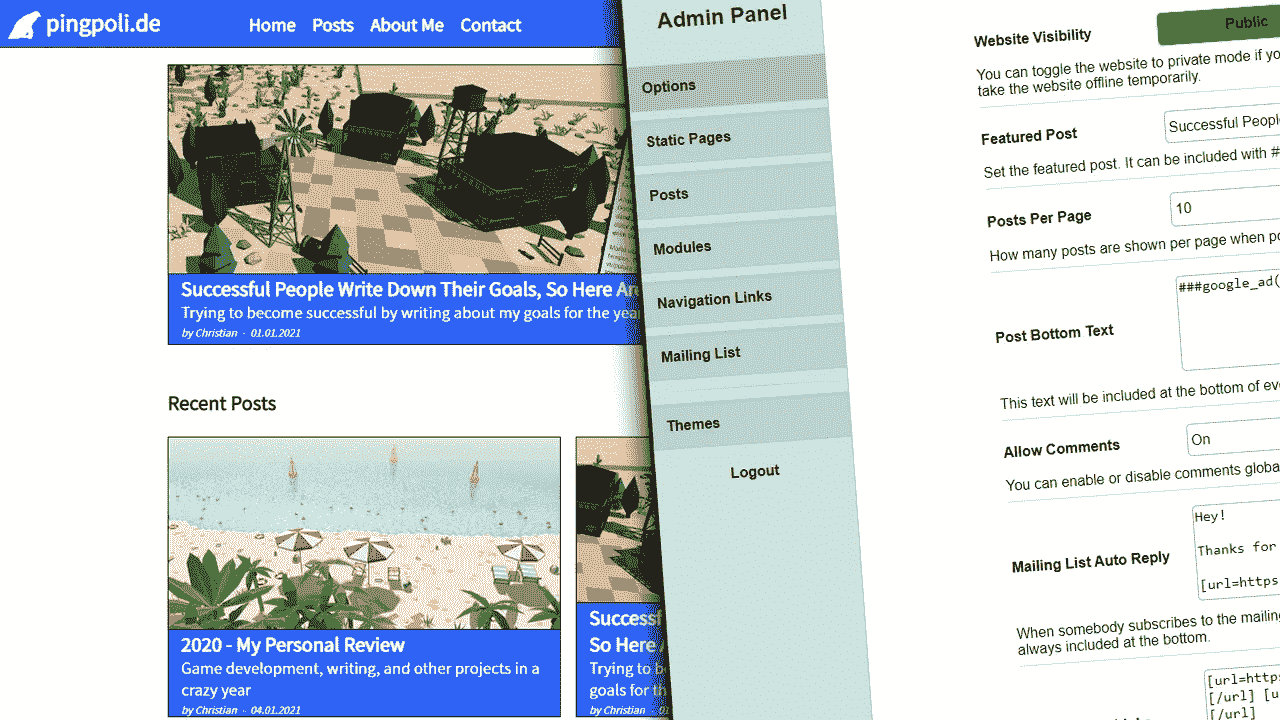 pingpoli.de
Home Posts About Me Contact
Successful People Write Down Their Goals, So Here Are
Trying to become successful by writing about my goals for the year
by Christian - 01.01.2021
Recent Posts
2020 - My Personal Review
Game development, writing, and other projects in a
crazy year
by Christian - 04.01.2021
Successf
So Here
Trying to b
goals for th
by Christian - 01
Admin Panel
Options
Static Pages
Posts
Modules
Navigation Links
Mailing List
Themes
Logout
Website Visibility
Public
You can toggle the website to private mode if yo
take the website offline temporarily.
Featured Post
Successful People
Set the featured post. It can be included with #
Posts Per Page
10
How many posts are shown per page when po
Post Bottom Text
###google_ad(
This text will be included at the bottom of eve
Allow Comments
On
You can enable or disable comments globa
Mailing List Auto Reply
Hey!
Thanks for
[url=https
When somebody subscribes to the mailing
always included at the bottom.
[url=https
[/url] [u
[/url]